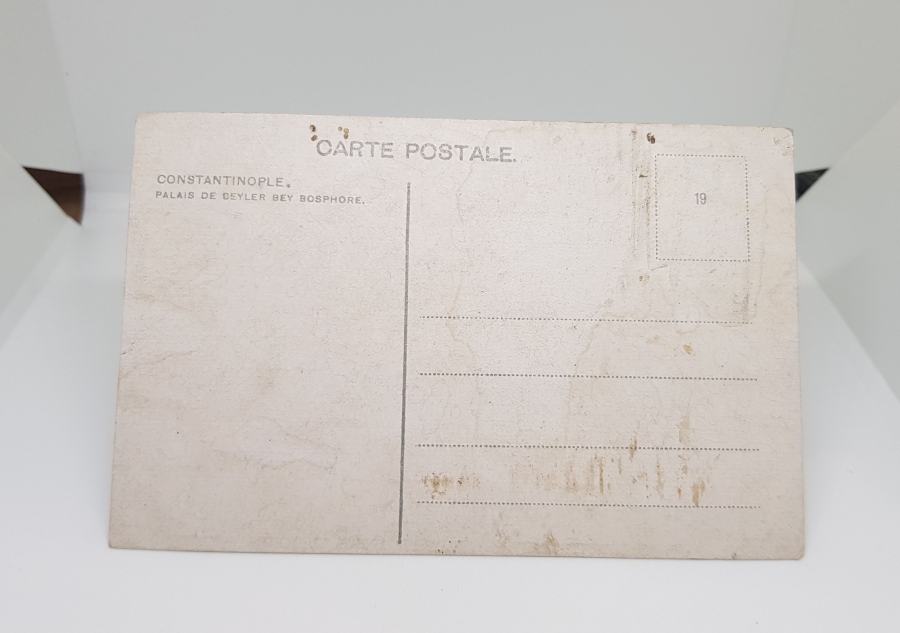 CARTE POSTALE.
CONSTANTINOPLE.
PALAIS DE BEYLER BEY BOSPHORE.
19